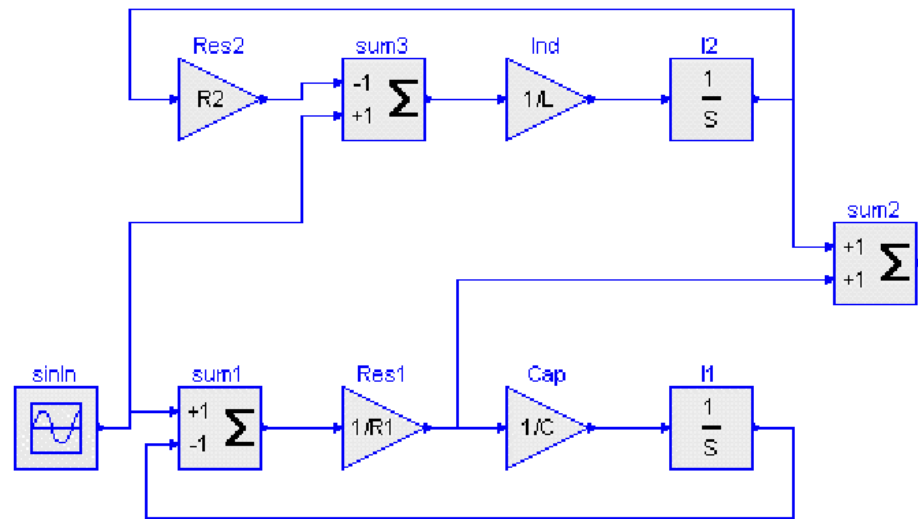 Res2
sum3
Ind
I2
R2
-1
+1
Σ
1/L
1
S
sum2
+1
+1
Σ
sinIn
sum1
Res1
Cap
I1
+1
-1
Σ
1/R1
1/C
1
S